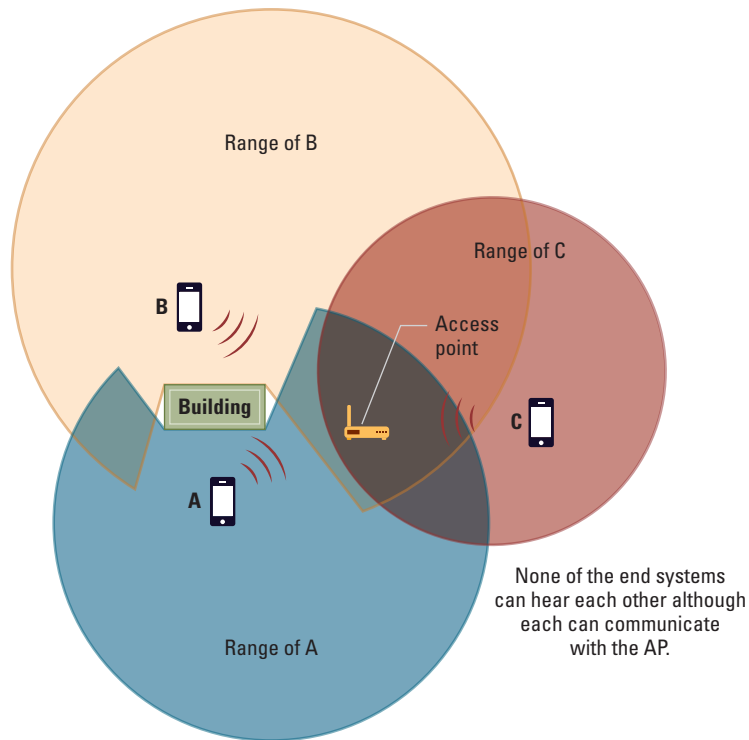 Range of B
Range of C
B
Access
point
Building
C
A
None of the end systems
can hear each other although
each can communicate
with the AP.
Range of A